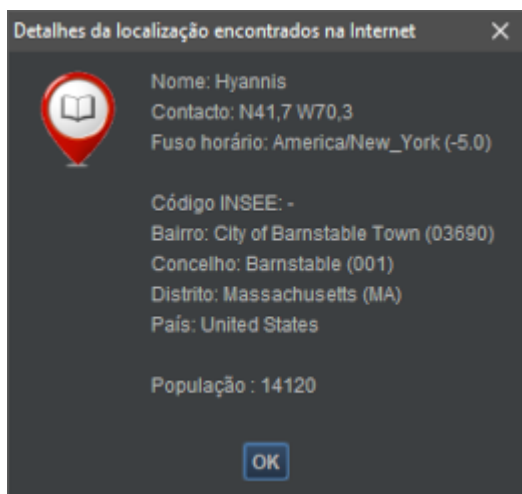 Detalhes da localização encontrados na Internet
Nome: Hyannis
Contacto: N41,7 W70,3
Fuso horário: America/New_York (-5.0)
Código INSEE: -
Bairro: City of Barnstable Town (03690)
Concelho: Barnstable (001)
Distrito: Massachusetts (MA)
País: United States
População : 14120
OK